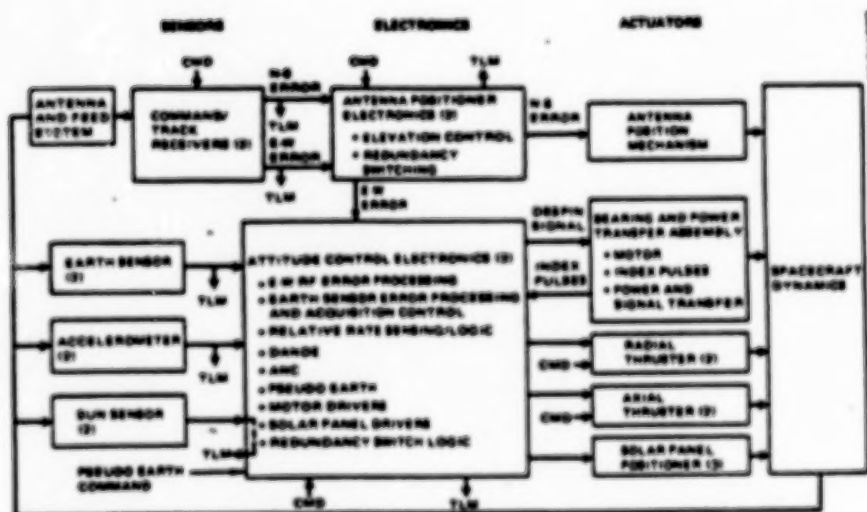 SENSORS
ELECTRONICS
ACTUATORS
CMD
N-S
ERROR
CMD
TLM
ANTENNA
AND FEED
SYSTEM
COMMAND/
TRACK
RECEIVERS (2)
TLM
E-W
ERROR
TLM
ANTENNA POSITIONER
ELECTRONICS (2)
• ELEVATION CONTROL
• REDUNDANCY
SWITCHING
N-S
ERROR
ANTENNA
POSITION
MECHANISM
E-W
ERROR
EARTH SENSOR
(2)
TLM
ACCELEROMETER
(2)
TLM
SUN SENSOR
(2)
TLM
PSEUDO EARTH
COMMAND
ATTITUDE CONTROL ELECTRONICS (2)
• E-W RF ERROR PROCESSING
• EARTH SENSOR ERROR PROCESSING
AND ACQUISITION CONTROL
• RELATIVE RATE SENSING/LOGIC
• DANDE
• ANC
• PSEUDO EARTH
• MOTOR DRIVERS
• SOLAR PANEL DRIVERS
• REDUNDANCY SWITCH LOGIC
CMD
TLM
DESPIN
SIGNAL
INDEX
PULSES
BEARING AND POWER
TRANSFER ASSEMBLY
• MOTOR
• INDEX PULSES
• POWER AND
SIGNAL TRANSFER
CMD
RADIAL
THRUSTER (2)
CMD
AXIAL
THRUSTER (2)
SOLAR PANEL
POSITIONER (3)
SPACECRAFT
DYNAMICS